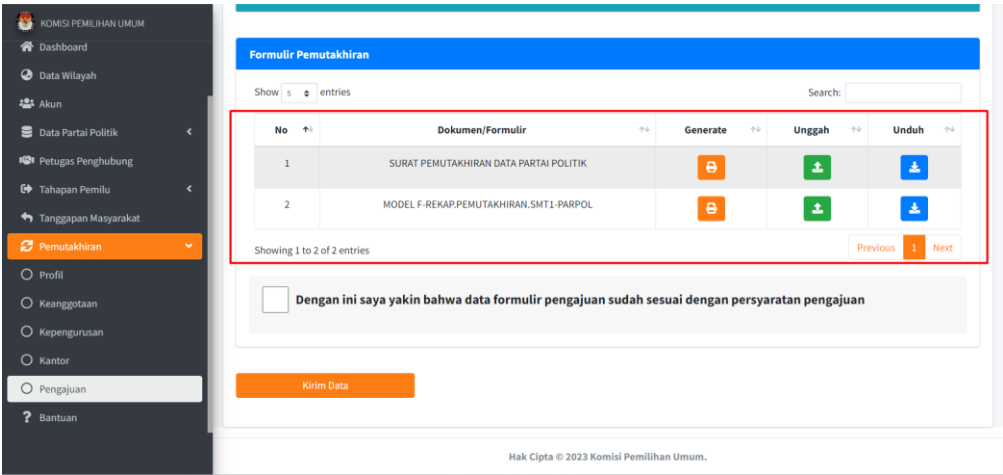 KOMISI PEMILIHAN UMUM
Dashboard
Data Wilayah
Akun
Data Partai Politik
Petugas Penghubung
Tahapan Pemilu
Tanggapan Masyarakat
Pemutakhiran
Profil
Keanggotaan
Kepengurusan
Kantor
Pengajuan
Bantuan
Formulir Pemutakhiran
Show 5 entries Search:
No Dokumen/Formulir Generate Unggah Unduh
1 SURAT PEMUTAKHIRAN DATA PARTAI POLITIK
2 MODEL F-REKAP.PEMUTAKHIRAN.SMT1-PARPOL
Showing 1 to 2 of 2 entries Previous 1 Next
Dengan ini saya yakin bahwa data formulir pengajuan sudah sesuai dengan persyaratan pengajuan
Kirim Data
Hak Cipta © 2023 Komisi Pemilihan Umum.